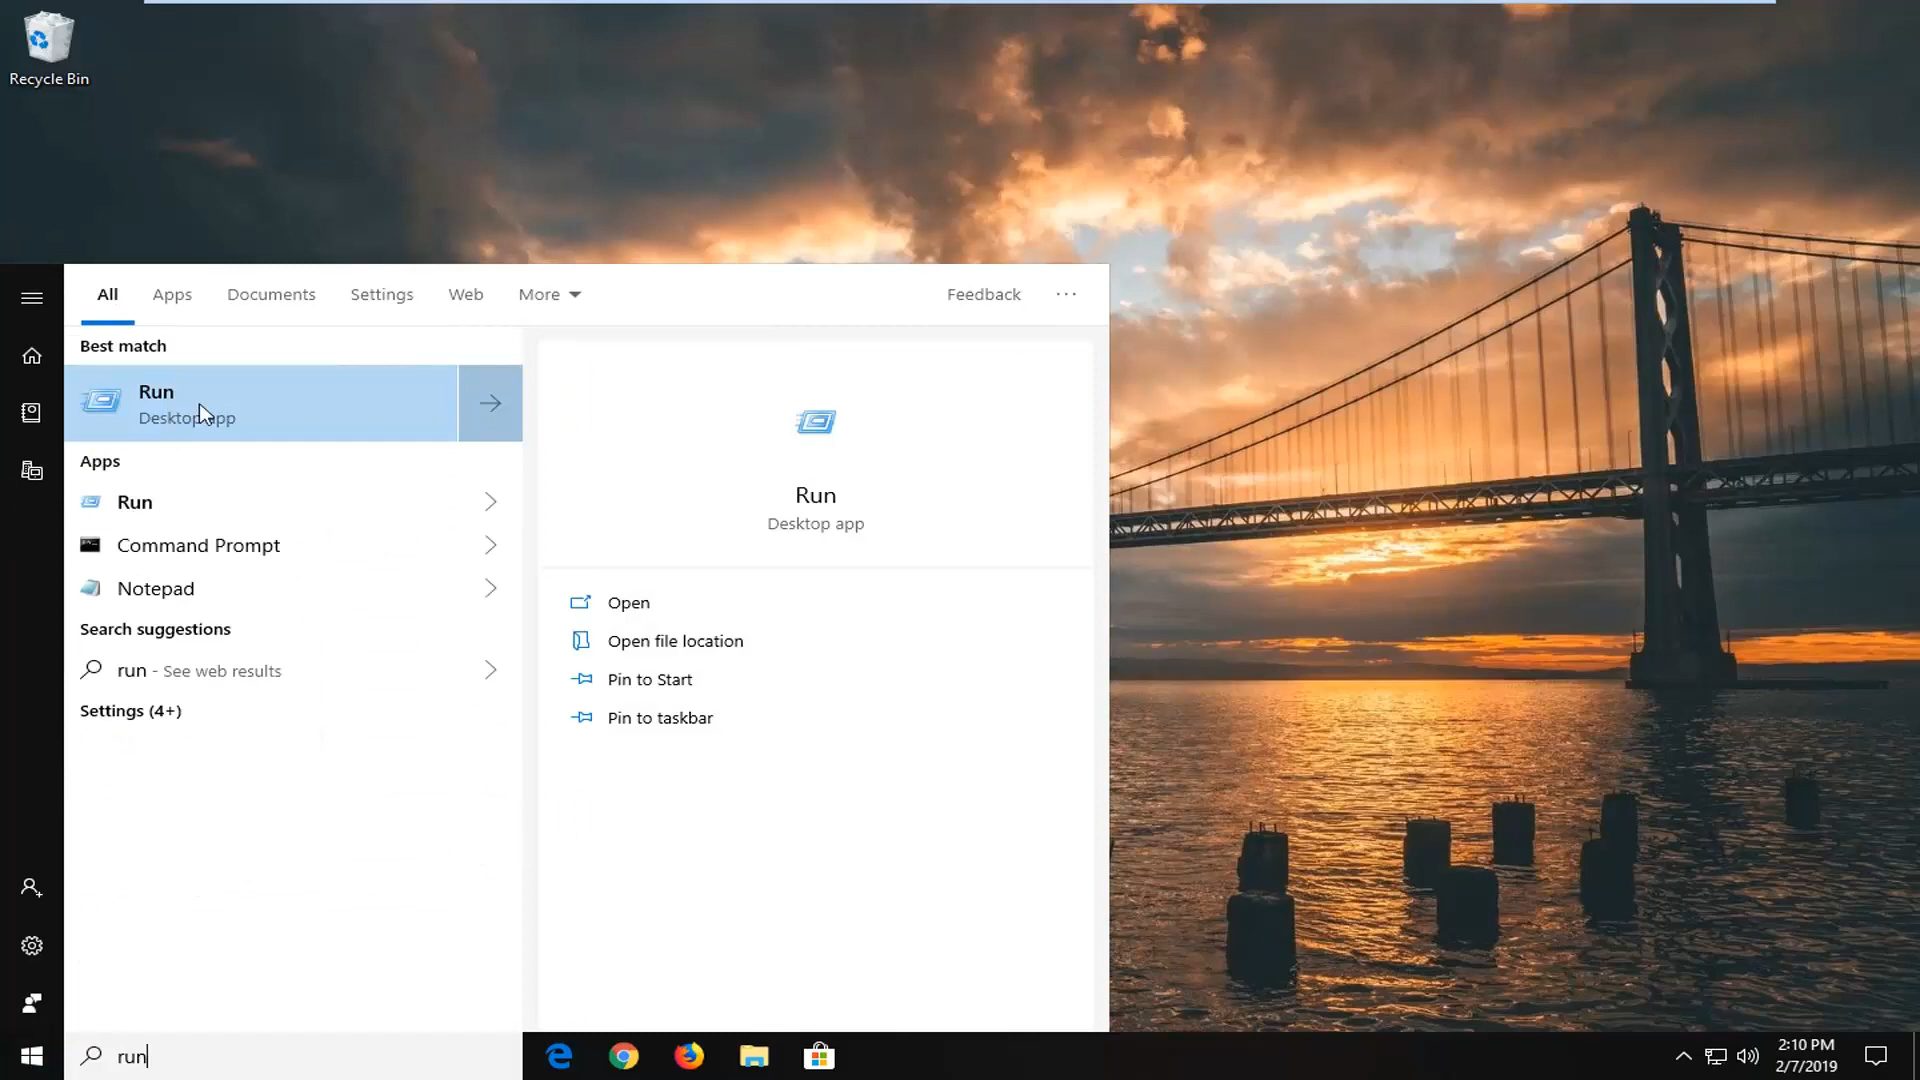 Recycle Bin
All
Apps
Documents
Settings
Web
More
Feedback
Best match
Run
Desktop app
Apps
Run
Command Prompt
Notepad
Search suggestions
run - See web results
Settings (4+)
Run
Desktop app
Open
Open file location
Pin to Start
Pin to taskbar
run
2:10 PM
2/7/2019